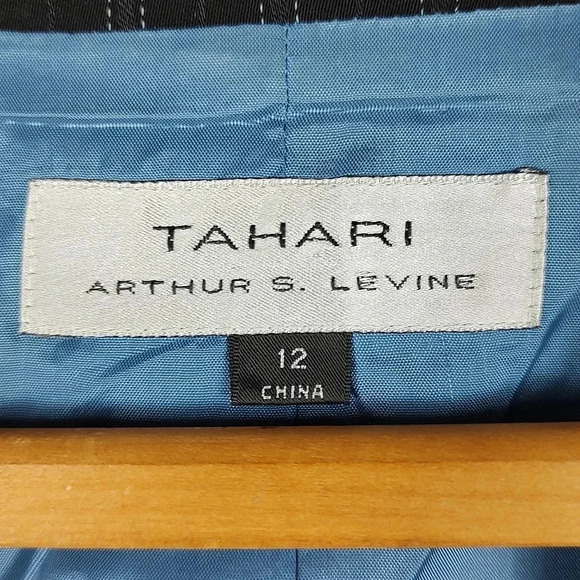 TAHARI
ARTHUR S. LEVINE
12
CHINA